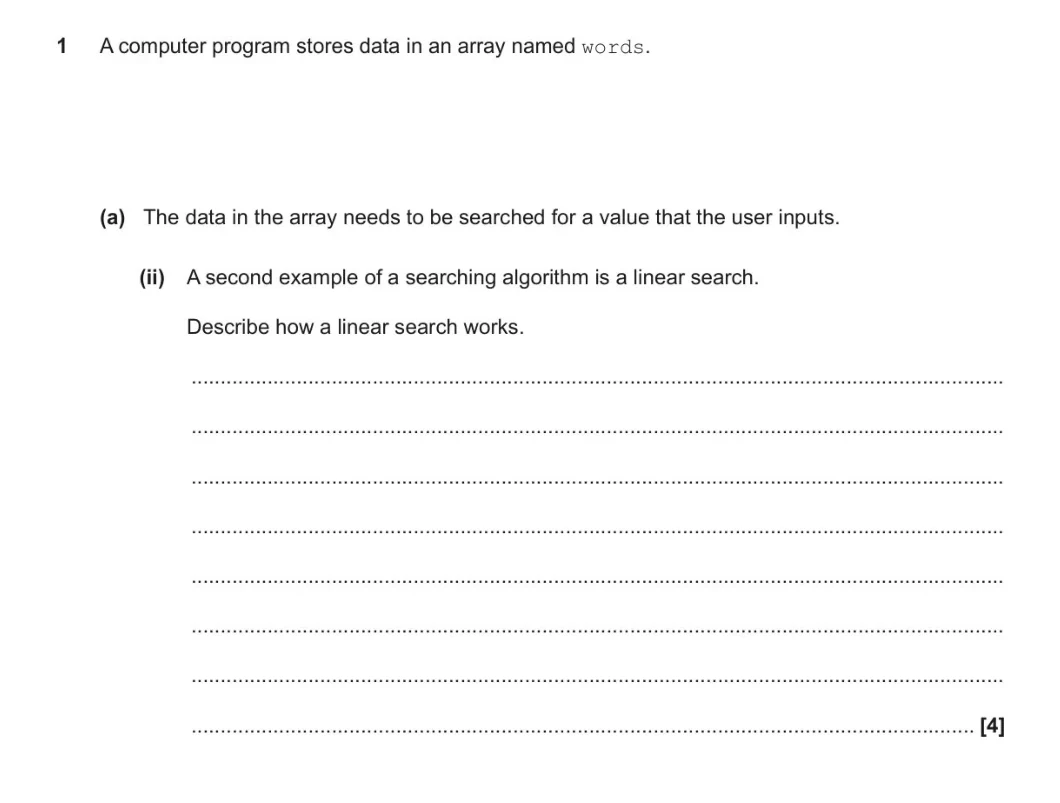 1 A computer program stores data in an array named words.
(a) The data in the array needs to be searched for a value that the user inputs.
(ii) A second example of a searching algorithm is a linear search.
Describe how a linear search works.
[4]